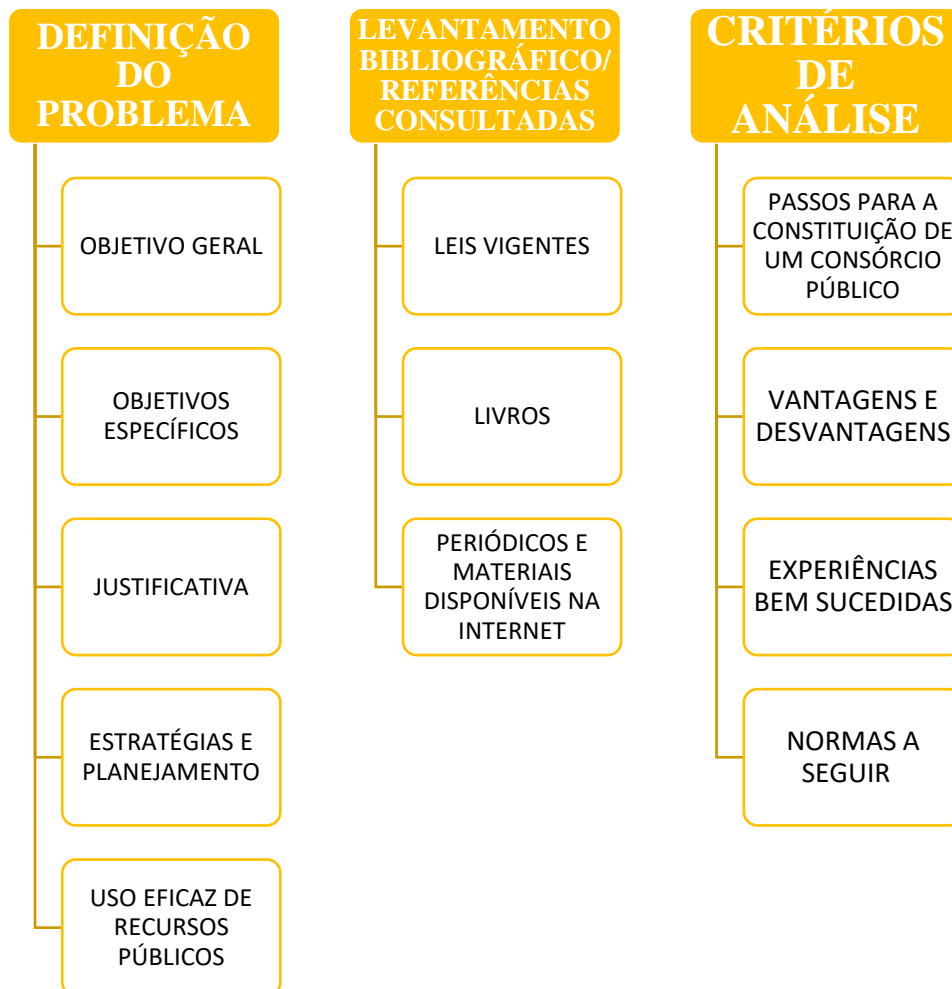 DEFINIÇÃO
DO
PROBLEMA
OBJETIVO GERAL
OBJETIVOS
ESPECÍFICOS
JUSTIFICATIVA
ESTRATÉGIAS E
PLANEJAMENTO
USO EFICAZ DE
RECURSOS
PÚBLICOS
LEVANTAMENTO
BIBLIOGRÁFICO/
REFERÊNCIAS
CONSULTADAS
LEIS VIGENTES
LIVROS
PERIÓDICOS E
MATERIAIS
DISPONÍVEIS NA
INTERNET
CRITÉRIOS
DE
ANÁLISE
PASSOS PARA A
CONSTITUIÇÃO DE
UM CONSÓRCIO
PÚBLICO
VANTAGENS E
DESVANTAGENS
EXPERIÊNCIAS
BEM SUCEDIDAS
NORMAS A
SEGUIR